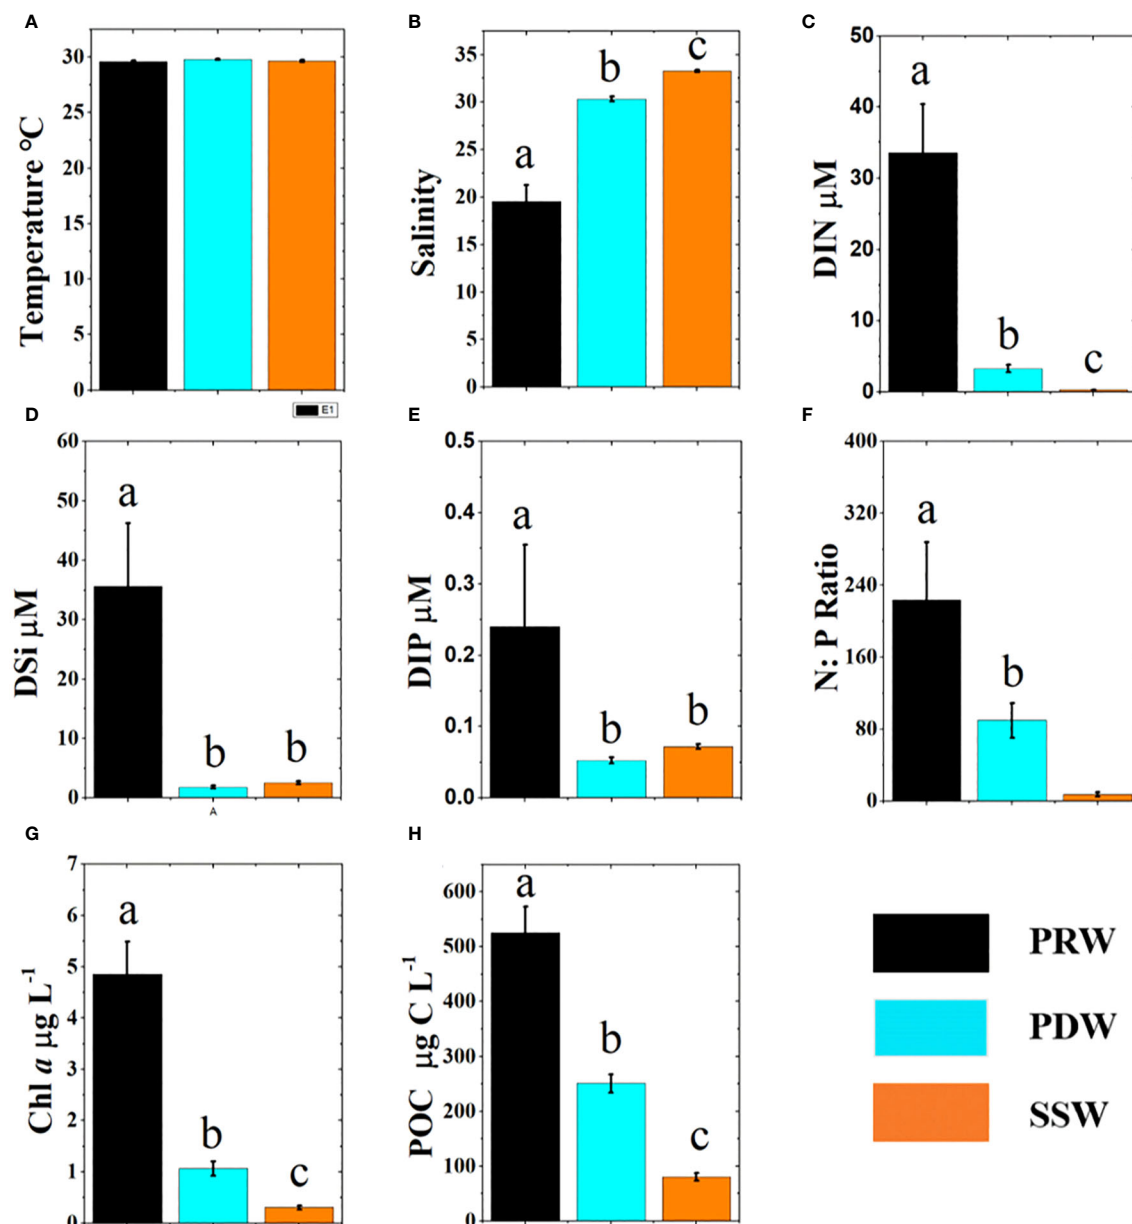 A
Temperature °C
30
25
20
15
10
5
0
E1
B
Salinity
35
30
25
20
15
10
5
0
a
b
c
C
DIN µM
50
40
30
20
10
0
a
b
c
D
DSi µM
60
50
40
30
20
10
0
a
b
b
A
E
DIP µM
0.5
0.4
0.3
0.2
0.1
0.0
a
b
b
F
N: P Ratio
400
320
240
160
80
0
a
b
G
Chl a µg L-1
7
6
5
4
3
2
1
0
a
b
c
H
POC µg C L-1
600
500
400
300
200
100
0
a
b
c
PRW
PDW
SSW